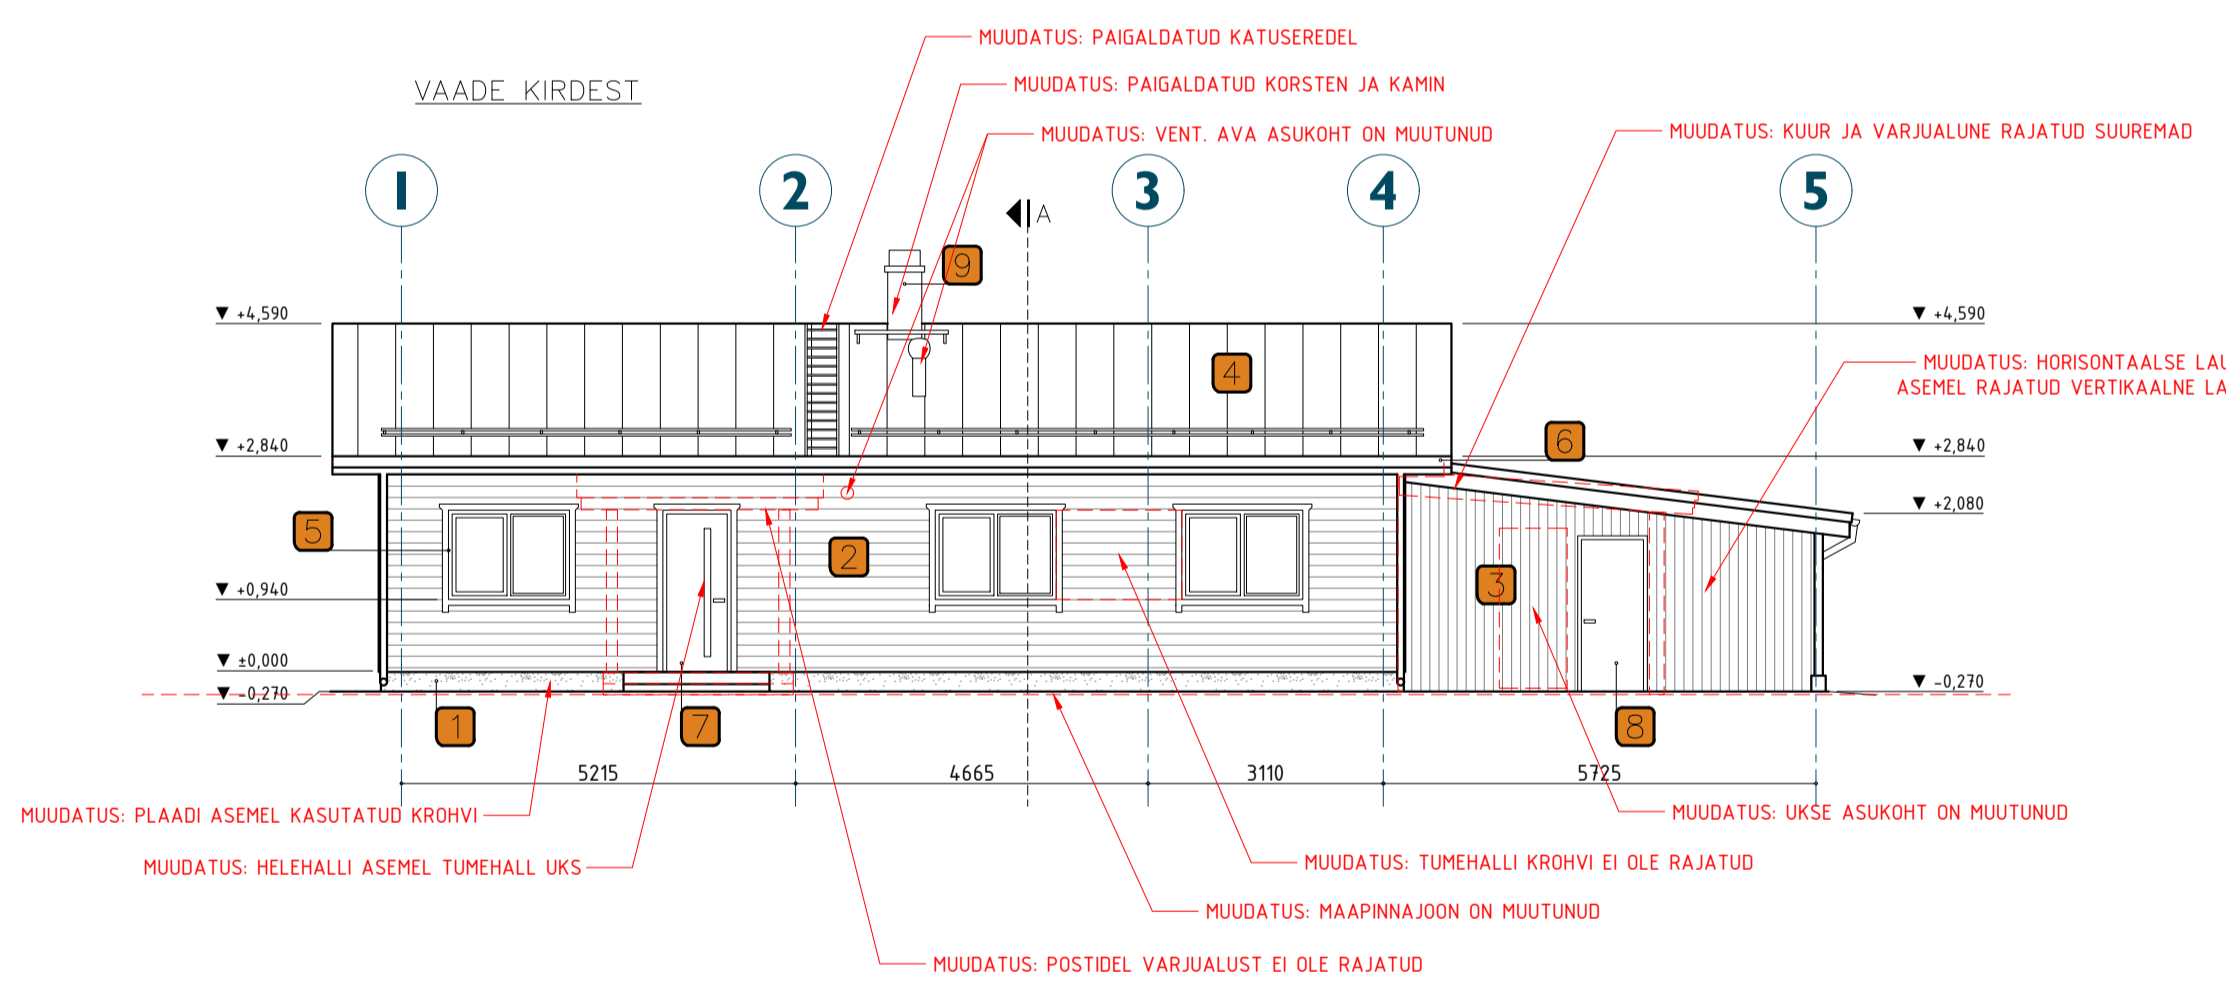 MUUDATUS: PAIGALDATUD KATUSEREDEL
VAADE KIRDEST
MUUDATUS: PAIGALDATUD KORSTEN JA KAMIN
MUUDATUS: VENT. AVA ASUKOHT ON MUUTUNUD
MUUDATUS: KUUR JA VARJUALUNE RAJATUD SUUREMAD
1
2
3
4
5
A
9
+4,590
+4,590
4
MUUDATUS: HORISONTAALSE
ASEMEL RAJATUD VERTIKAALNE
+2,840
6
+2,840
+2,080
5
2
3
+0,940
±0,000
-0,270
-0,270
1
7
8
5215
4665
3110
5725
MUUDATUS: PLAADI ASEMEL KASUTATUD KROHVI
MUUDATUS: UKSE ASUKOHT ON MUUTUNUD
MUUDATUS: HELEHALLI ASEMEL TUMEHALL UKS
MUUDATUS: TUMEHALLI KROHVI EI OLE RAJATUD
MUUDATUS: MAAPINNAJOON ON MUUTUNUD
MUUDATUS: POSTIDEL VARJUALUST EI OLE RAJATUD